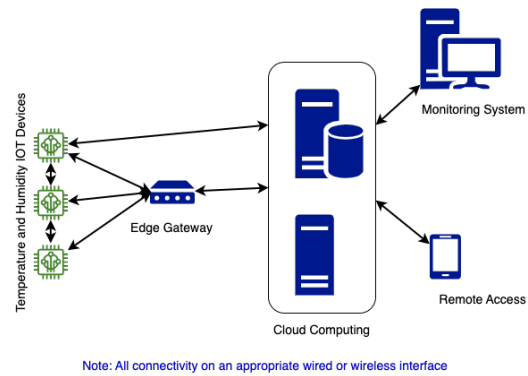 Monitoring System
Temperature and Humidity IOT Devices
Edge Gateway
Remote Access
Cloud Computing
Note: All connectivity on an appropriate wired or wireless interface